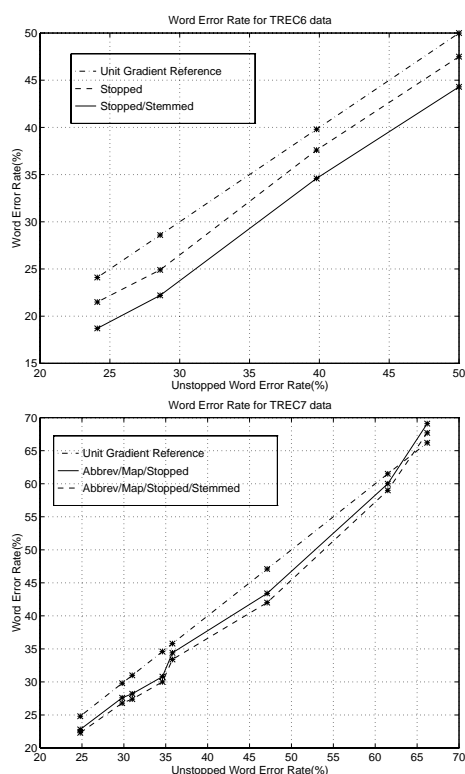 Word Error Rate for TREC6 data
50
45
40
35
30
25
20
15
Word Error Rate(%)
Unit Gradient Reference
Stopped
Stopped/Stemmed
20 25 30 35 40 45 50
Unstopped Word Error Rate(%)
Word Error Rate for TREC7 data
70
65
60
55
50
45
40
35
30
25
20
Word Error Rate(%)
Unit Gradient Reference
Abbrev/Map/Stopped
Abbrev/Map/Stopped/Stemmed
20 25 30 35 40 45 50 55 60 65 70
Unstopped Word Error Rate(%)